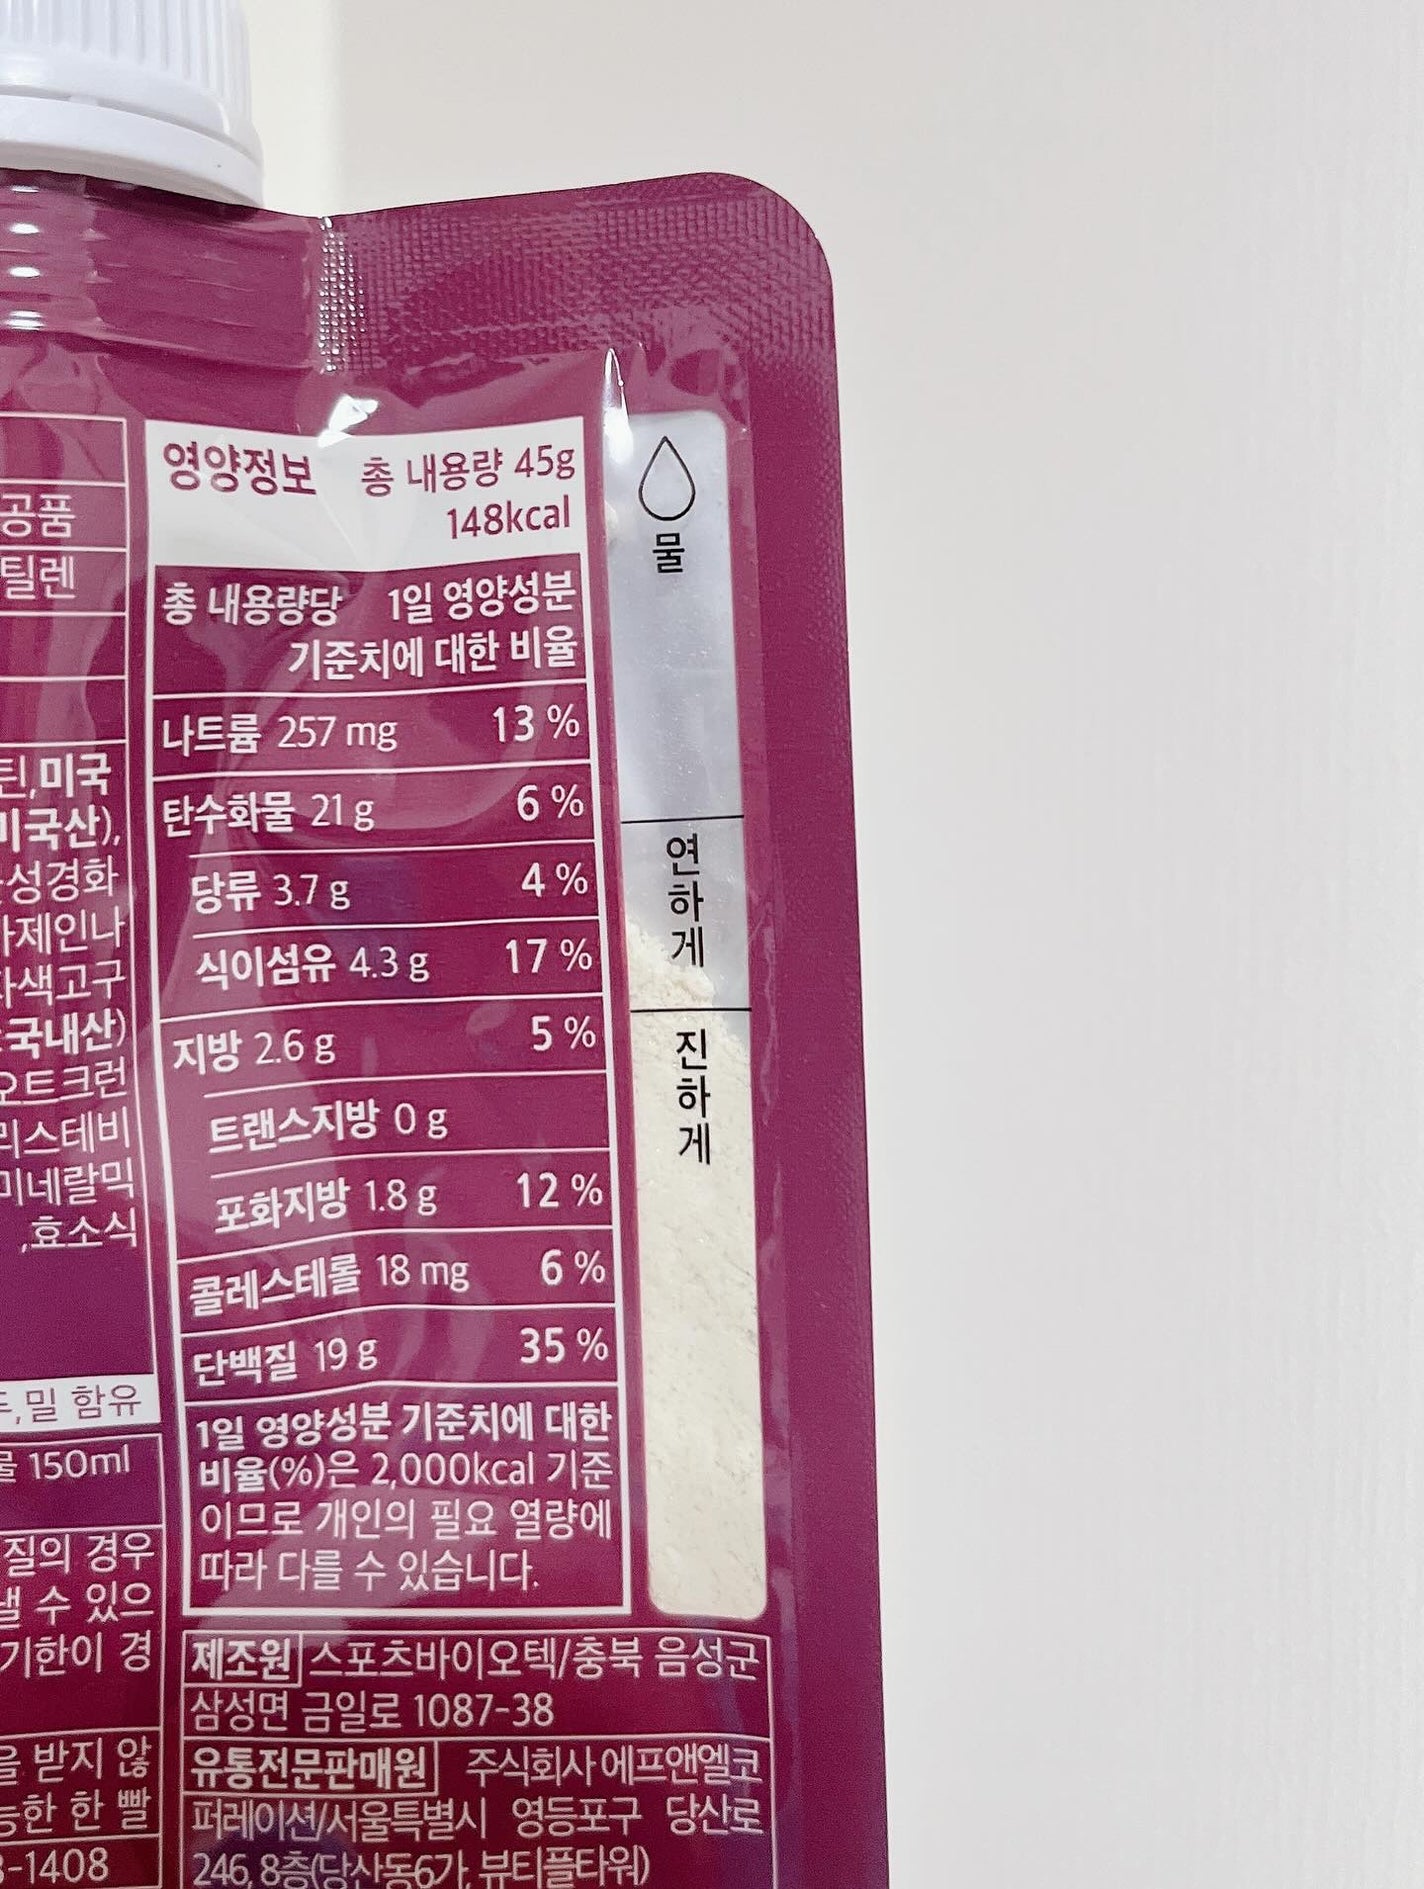 공품
틸렌
틴,미국
미국산),
성경화
제인나
색고구
국내산)
오트크런
리스테비
미네랄믹
,효소식
,밀 함유
물 150ml
질의 경우
낼 수 있으
기한이 경
을 받지 않
능한 한 빨
-1408
영양정보 총 내용량 45g
148kcal
총 내용량당 1일 영양성분
기준치에 대한 비율
나트륨 257 mg 13 %
탄수화물 21 g 6 %
당류 3.7 g 4 %
식이섬유 4.3 g 17 %
지방 2.6 g 5 %
트랜스지방 0 g
포화지방 1.8 g 12 %
콜레스테롤 18 mg 6 %
단백질 19 g 35 %
1일 영양성분 기준치에 대한
비율(%)은 2,000kcal 기준
이므로 개인의 필요 열량에
따라 다를 수 있습니다.
제조원 스포츠바이오텍/충북 음성군
삼성면 금일로 1087-38
유통전문판매원 주식회사 에프앤엘코
퍼레이션/서울특별시 영등포구 당산로
246, 8층(당산동6가, 뷰티플타워)
물
연하게
진하게